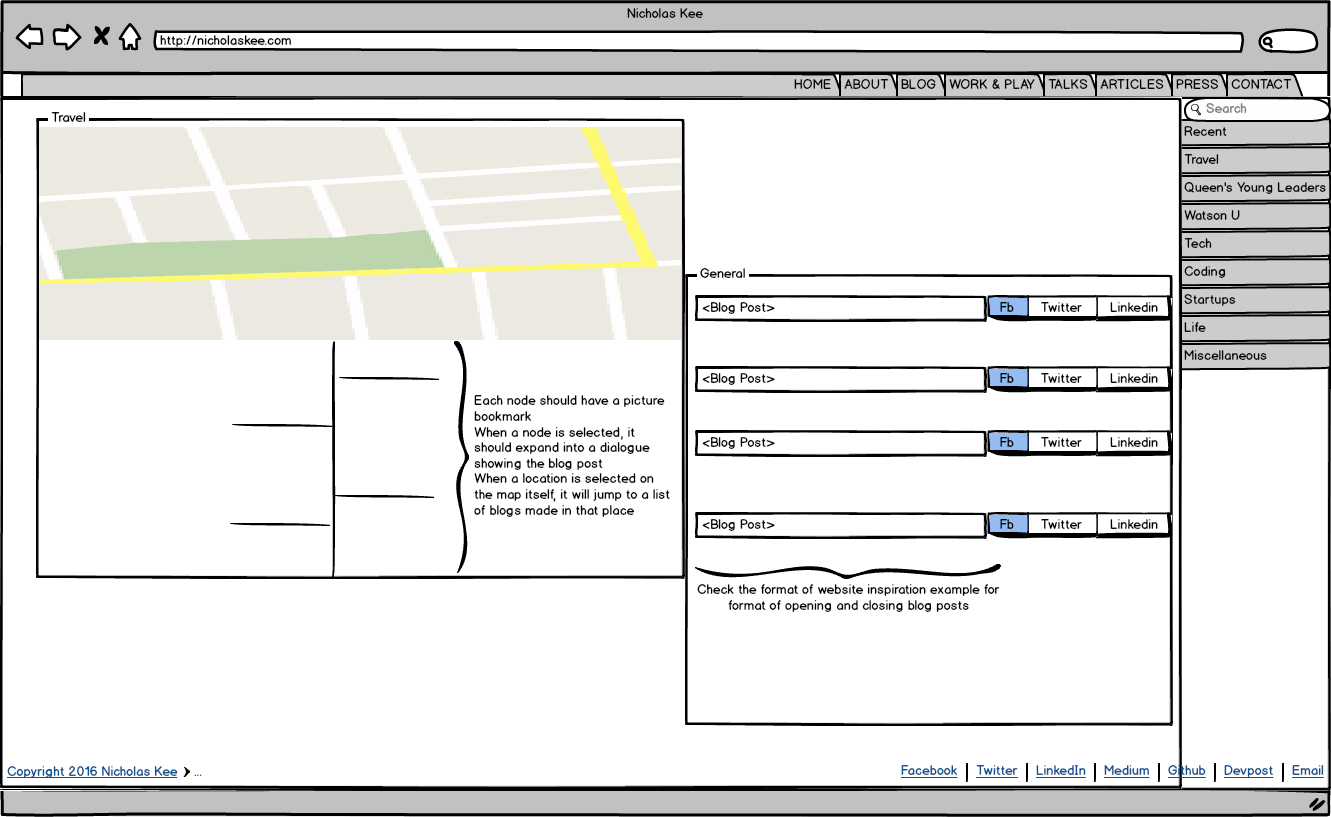 Nicholas Kee
http://nicholaskee.com
HOME ABOUT BLOG WORK & PLAY TALKS ARTICLES PRESS CONTACT
Travel
Each node should have a picture
bookmark
When a node is selected, it
should expand into a dialogue
showing the blog post
When a location is selected on
the map itself, it will jump to a list
of blogs made in that place
General
<Blog Post> Fb Twitter Linkedin
<Blog Post> Fb Twitter Linkedin
<Blog Post> Fb Twitter Linkedin
<Blog Post> Fb Twitter Linkedin
Check the format of website inspiration example for
format of opening and closing blog posts
Search
Recent
Travel
Queen's Young Leaders
Watson U
Tech
Coding
Startups
Life
Miscellaneous
Copyright 2016 Nicholas Kee ...
Facebook Twitter LinkedIn Medium Github Devpost Email